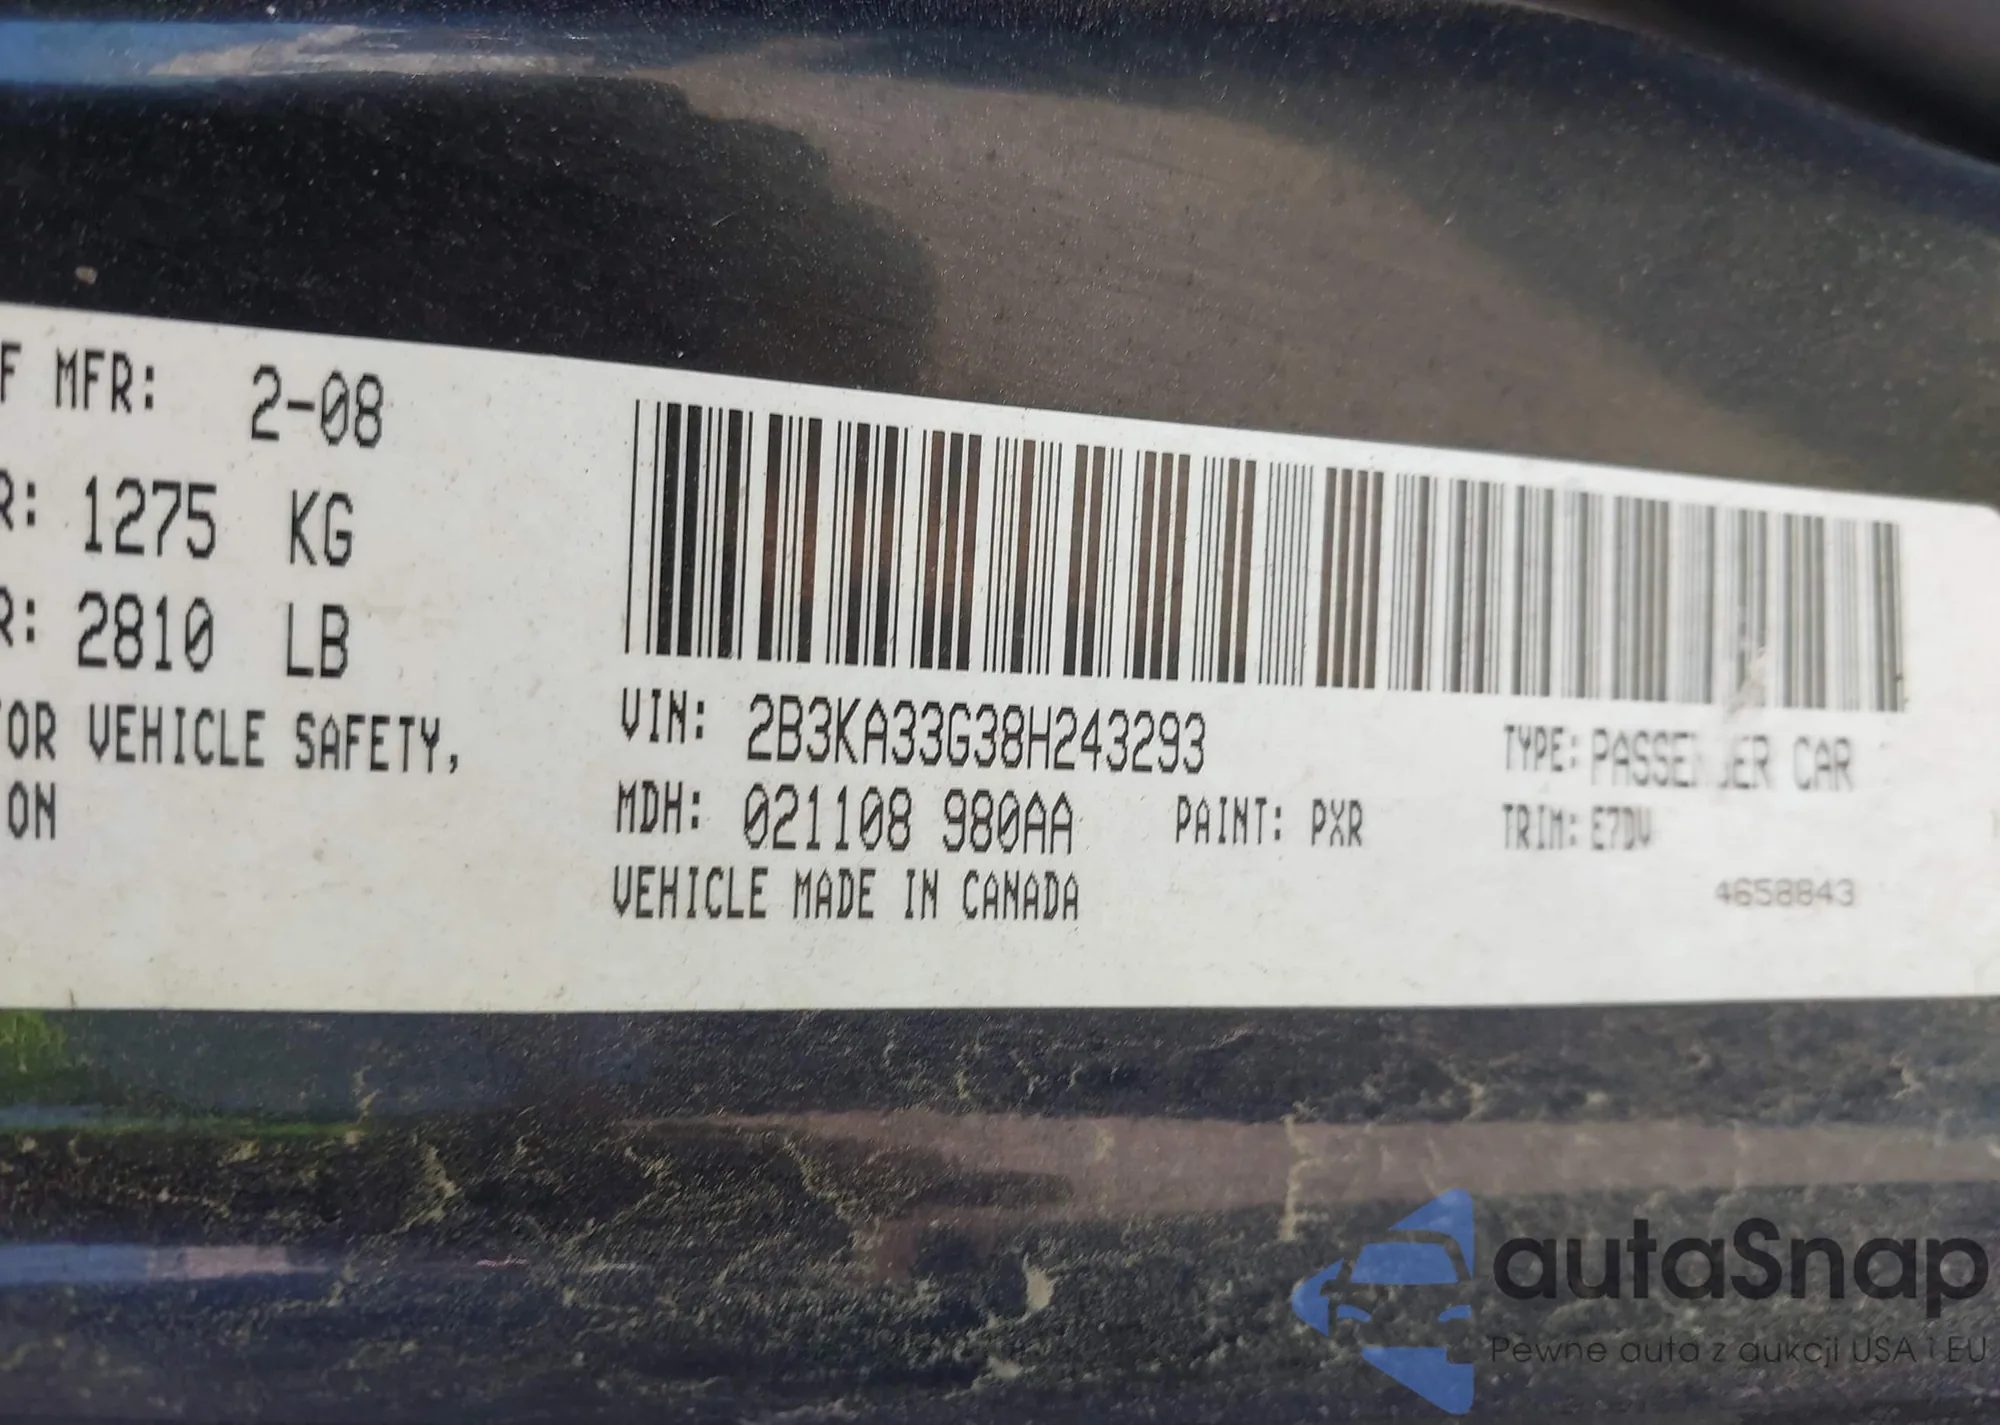 F MFR: 2-08
R: 1275 KG
R: 2810 LB
OR VEHICLE SAFETY,
ON
VIN: 2B3KA33G38H243293 TYPE: PASSENGER CAR
MDH: 021108 980AA PAINT: PXR TRIM: E7DV
VEHICLE MADE IN CANADA
4658843
autaSnap
Pewne auta z aukcji USA i EU